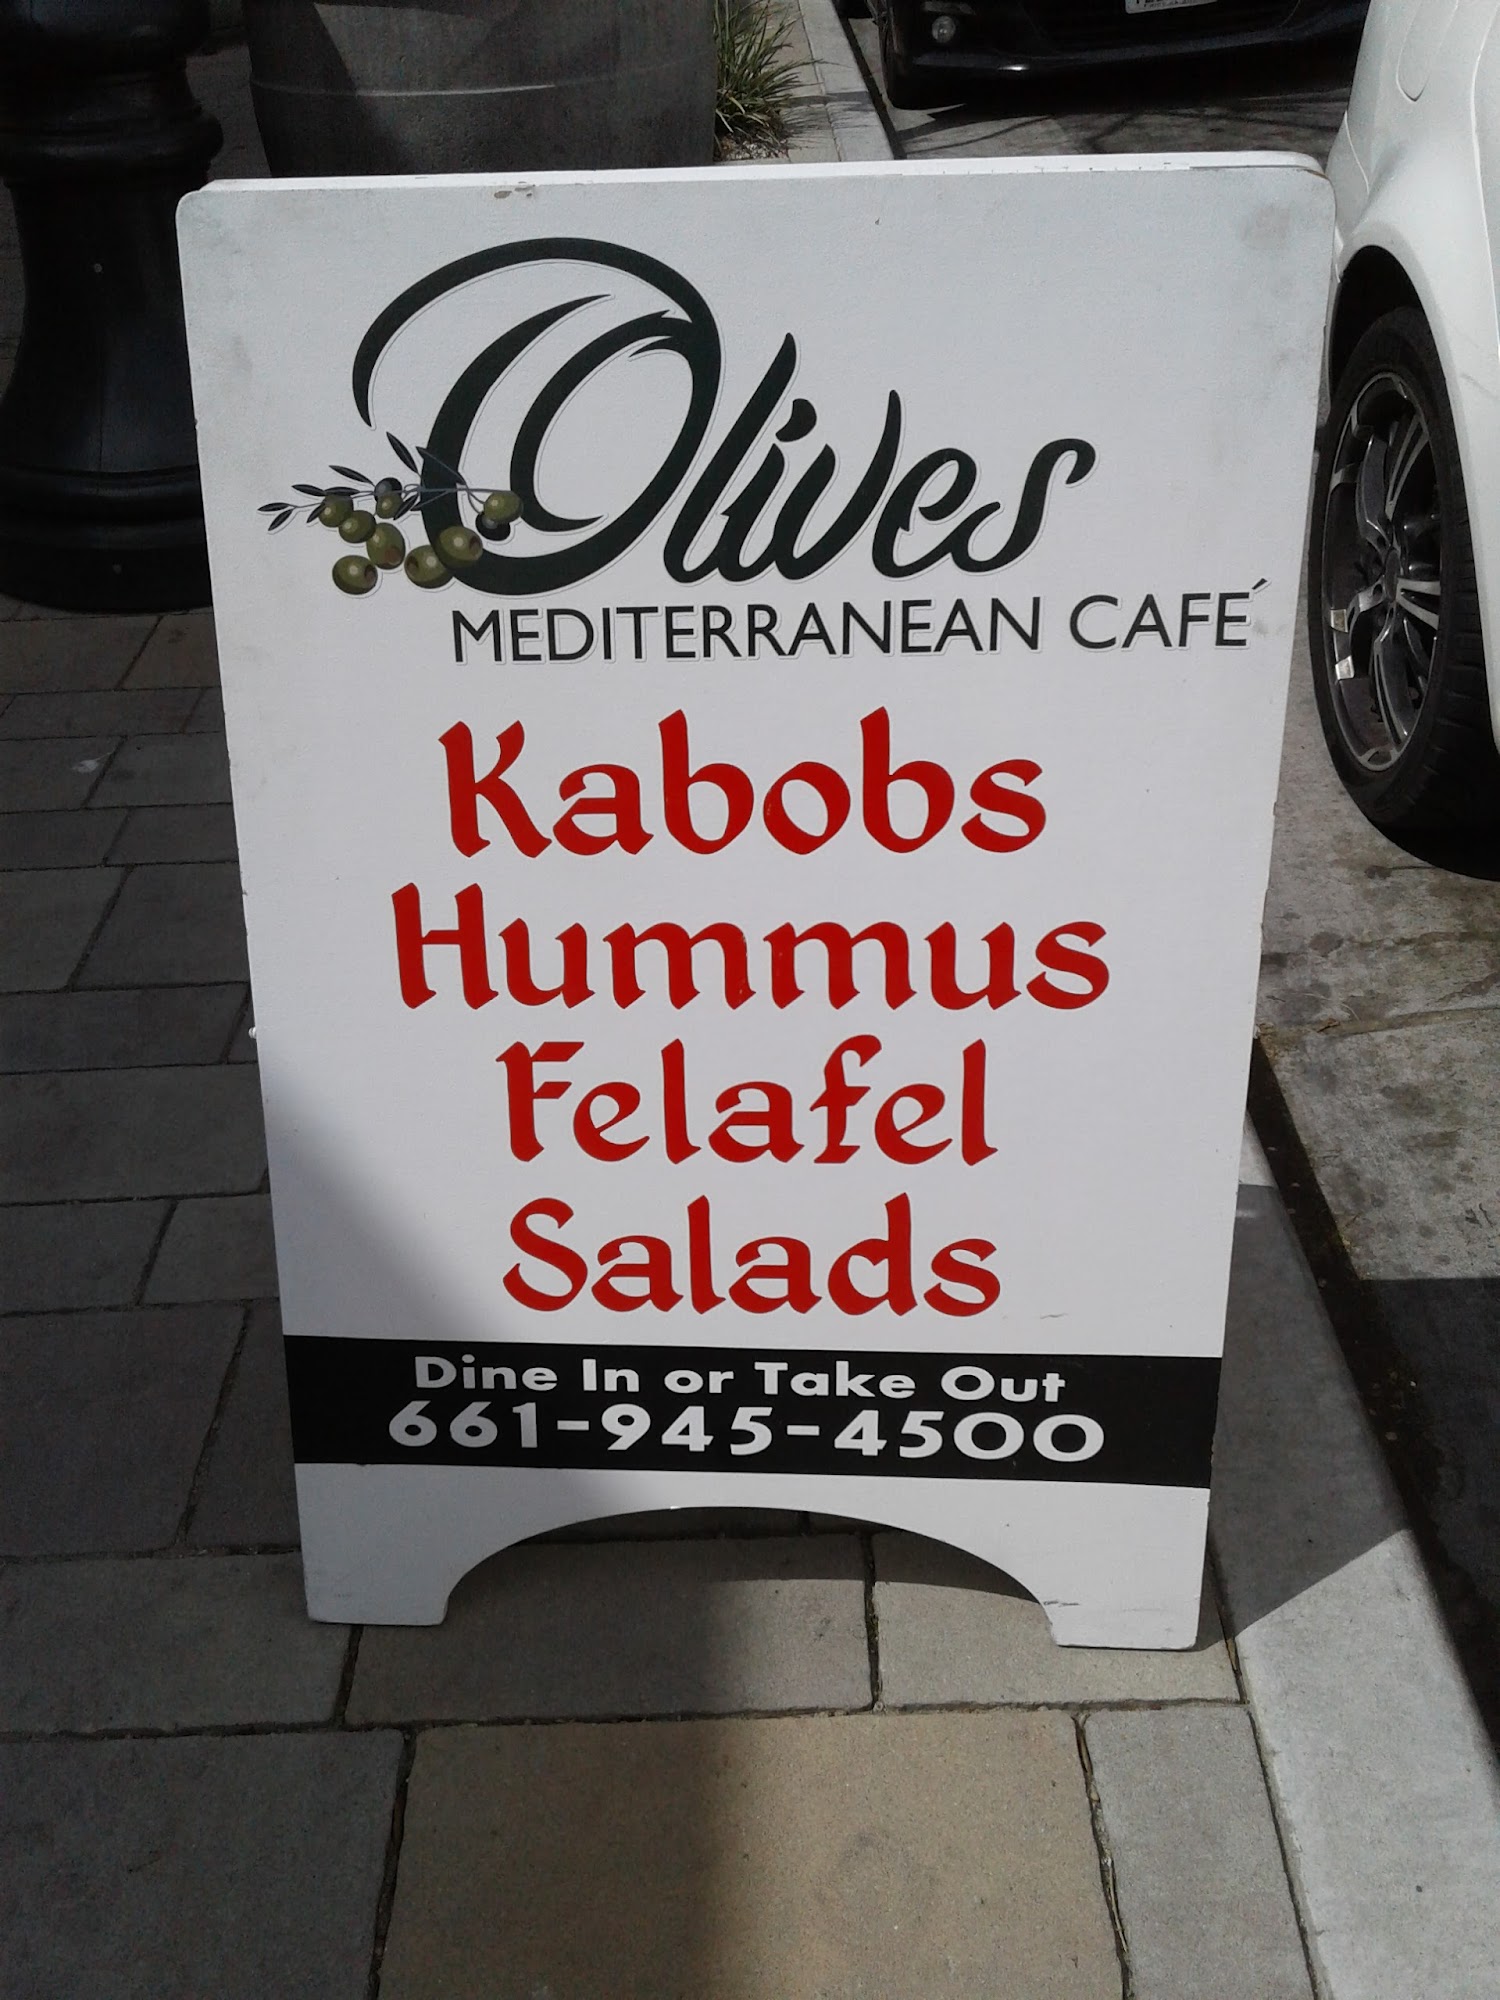 Olives
MEDITERRANEAN CAFÉ
Kabobs
Hummus
Felafel
Salads
Dine In or Take Out
661-945-4500